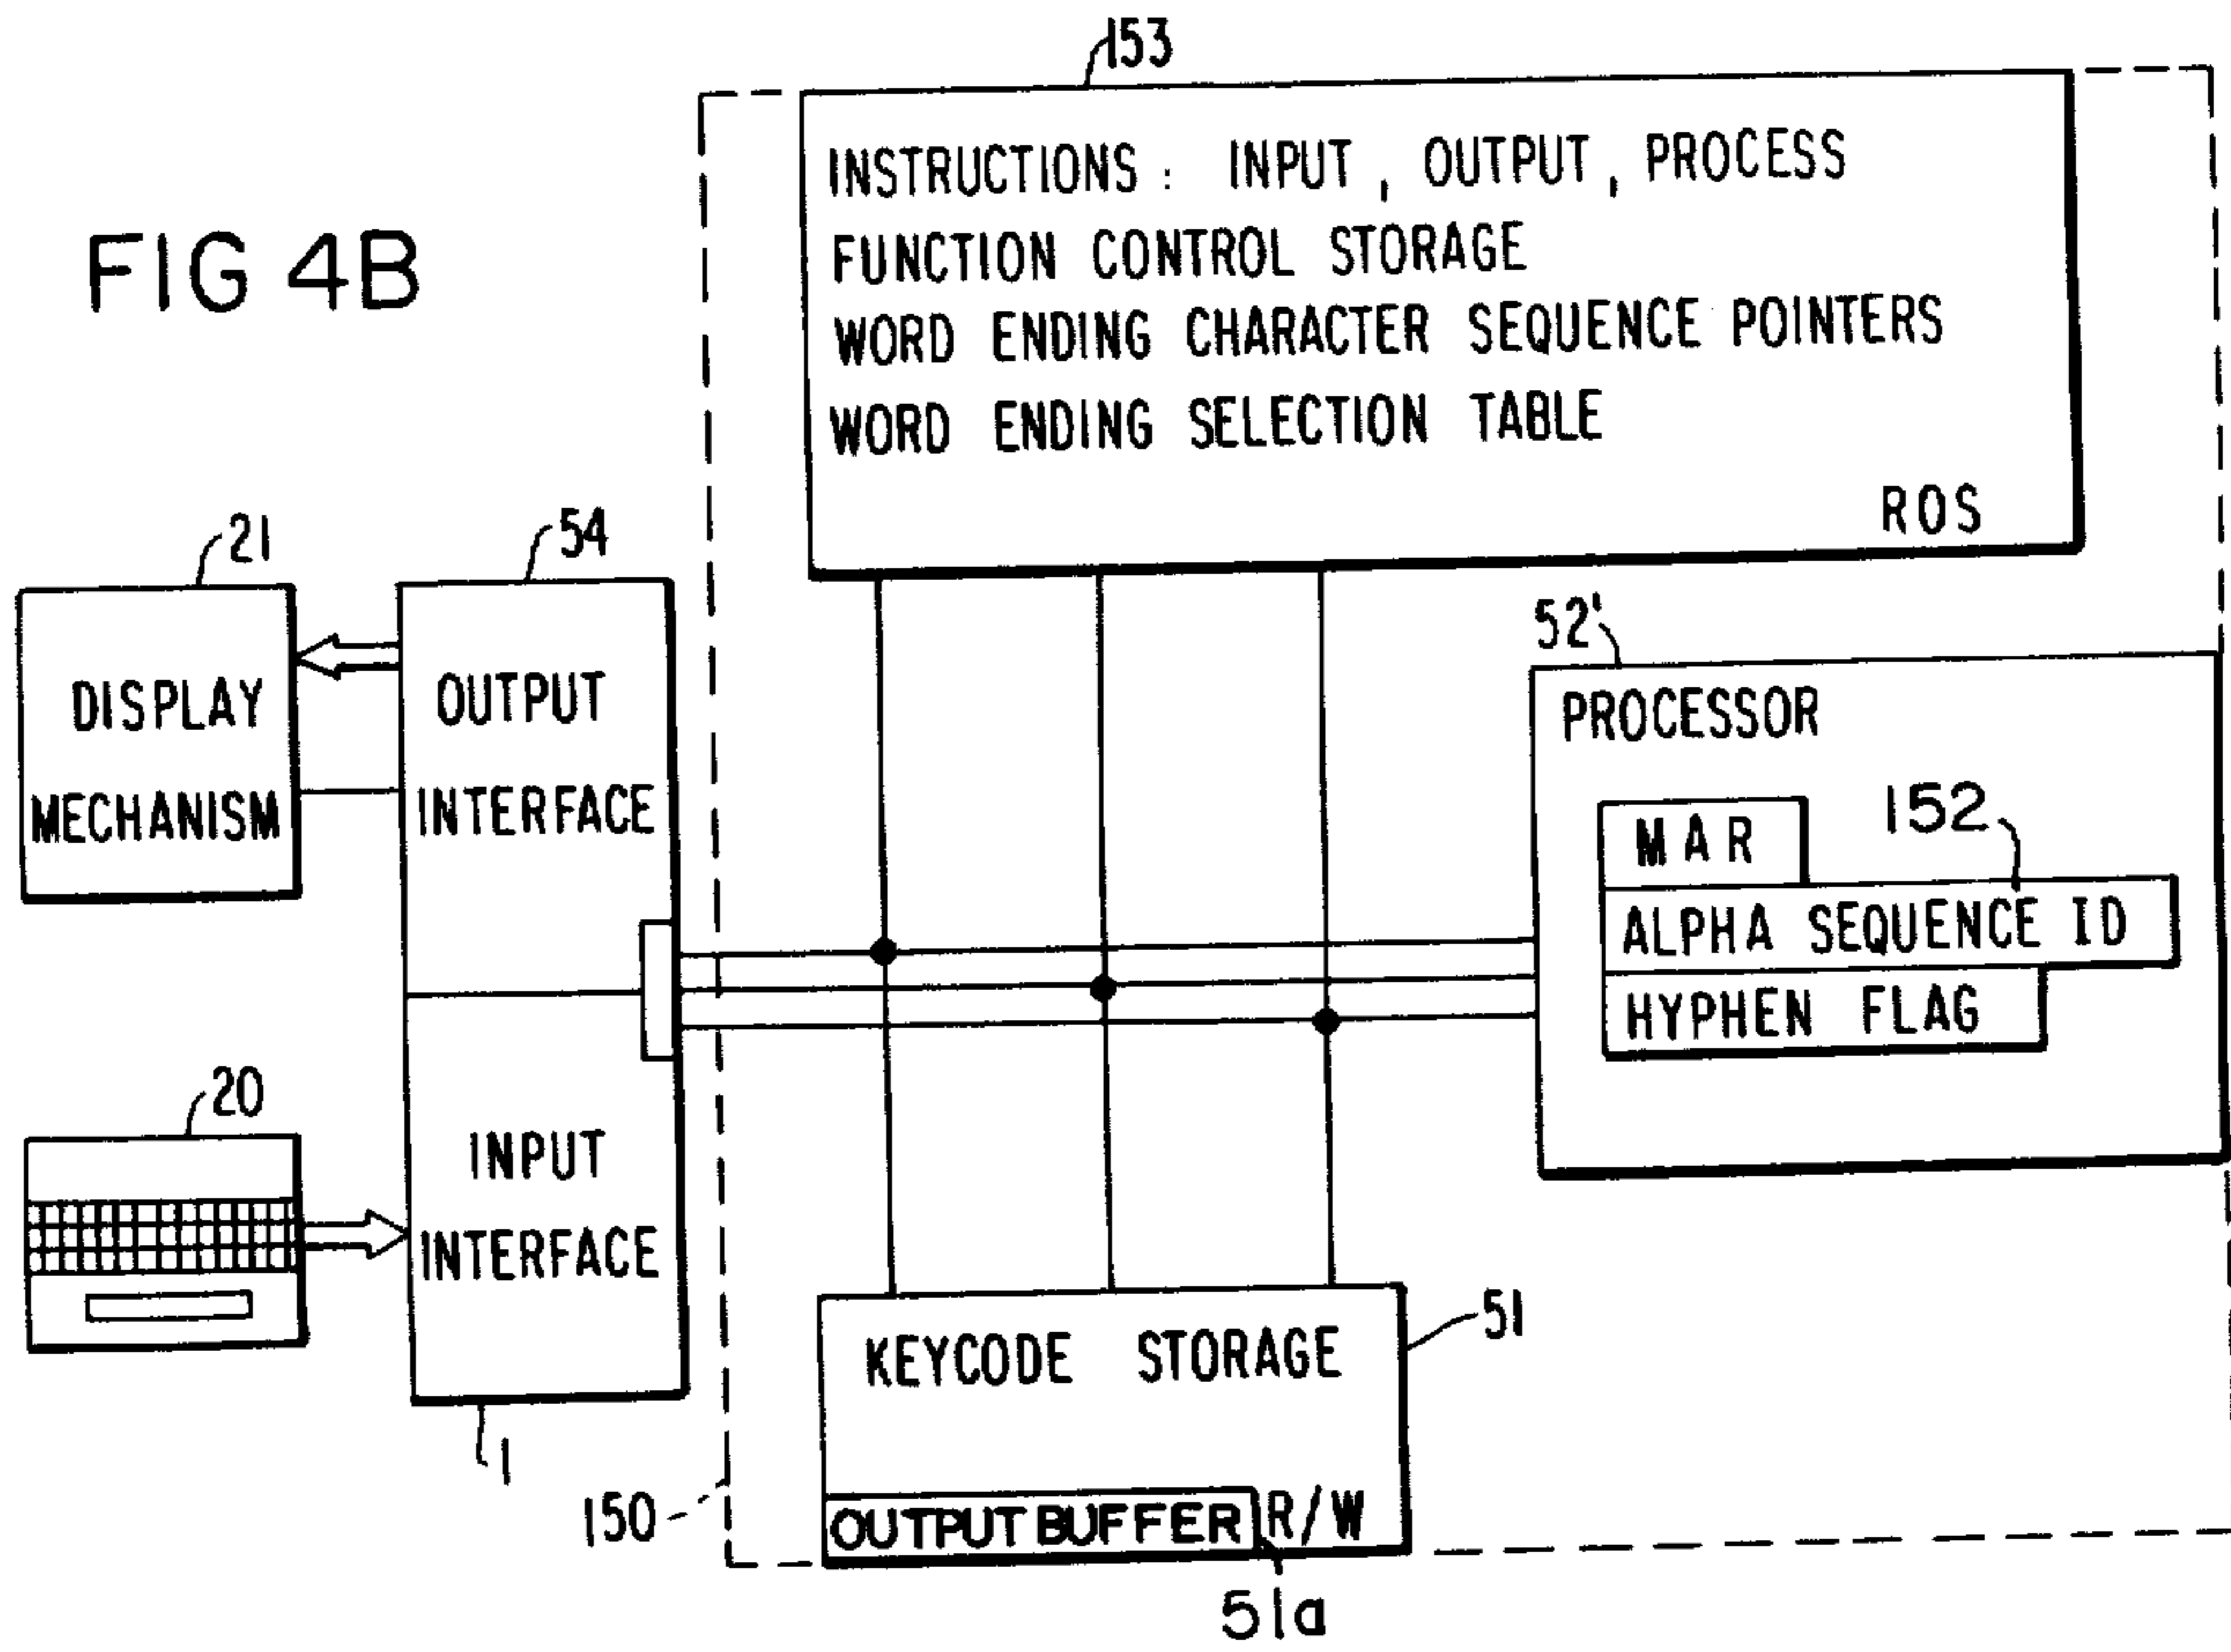 FIG 4B
153
INSTRUCTIONS : INPUT , OUTPUT , PROCESS
FUNCTION CONTROL STORAGE
WORD ENDING CHARACTER SEQUENCE POINTERS
WORD ENDING SELECTION TABLE
ROS
21
DISPLAY
MECHANISM
54
OUTPUT
INTERFACE
52'
PROCESSOR
MAR
152
ALPHA SEQUENCE ID
HYPHEN FLAG
20
INPUT
INTERFACE
1
150
KEYCODE STORAGE
51
OUTPUT BUFFER
R/W
51a